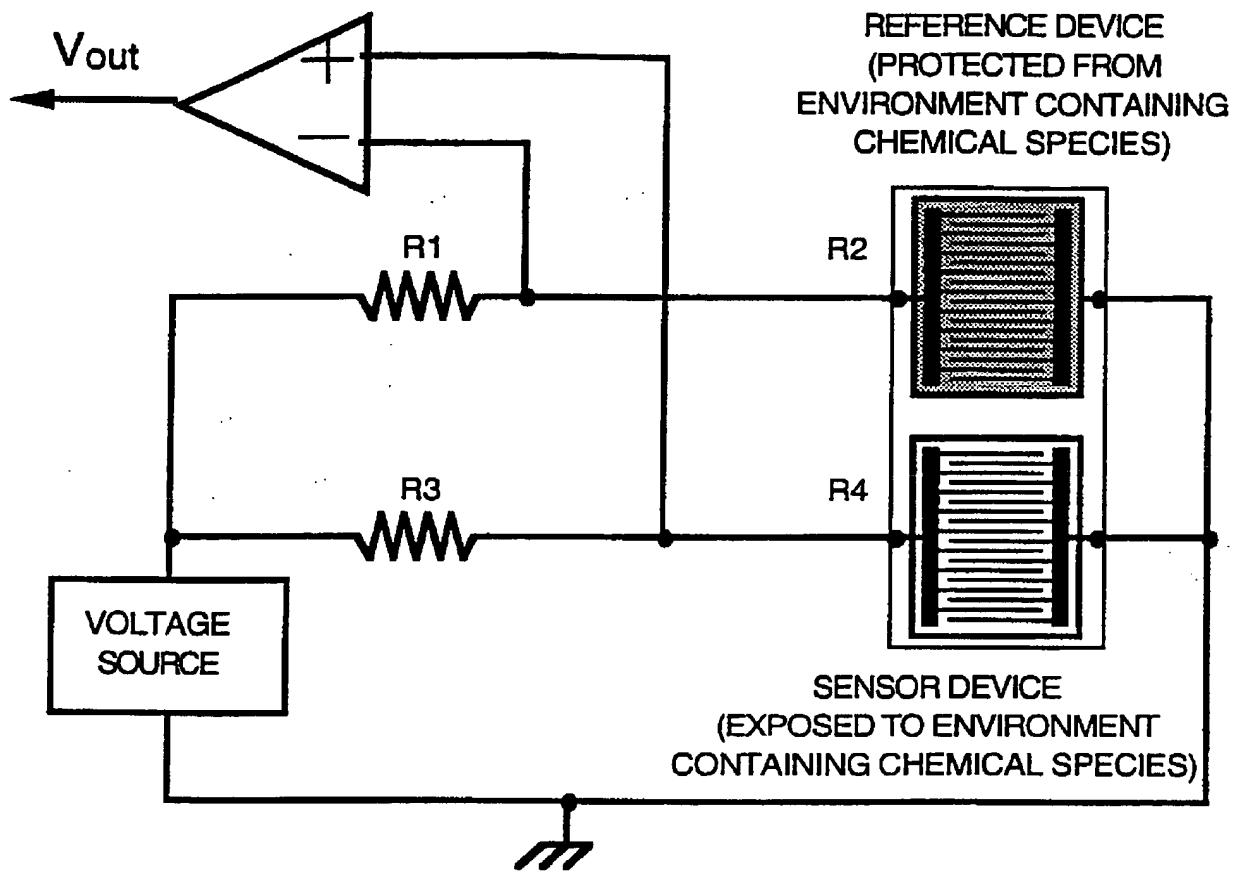 Vout
+
−
REFERENCE DEVICE
(PROTECTED FROM
ENVIRONMENT CONTAINING
CHEMICAL SPECIES)
R1
R2
R3
R4
VOLTAGE
SOURCE
SENSOR DEVICE
(EXPOSED TO ENVIRONMENT
CONTAINING CHEMICAL SPECIES)